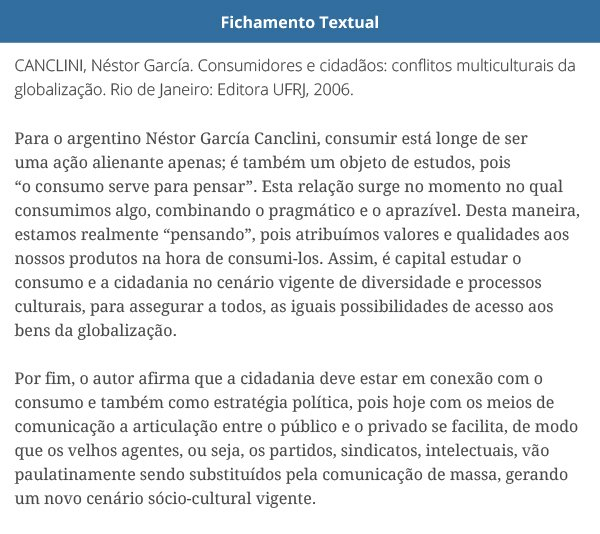 Fichamento Textual
CANCLINI, Néstor García. Consumidores e cidadãos: conflitos multiculturais da
globalização. Rio de Janeiro: Editora UFRJ, 2006.
Para o argentino Néstor García Canclini, consumir está longe de ser
uma ação alienante apenas; é também um objeto de estudos, pois
“o consumo serve para pensar”. Esta relação surge no momento no qual
consumimos algo, combinando o pragmático e o aprazível. Desta maneira,
estamos realmente “pensando”, pois atribuímos valores e qualidades aos
nossos produtos na hora de consumi-los. Assim, é capital estudar o
consumo e a cidadania no cenário vigente de diversidade e processos
culturais, para assegurar a todos, as iguais possibilidades de acesso aos
bens da globalização.
Por fim, o autor afirma que a cidadania deve estar em conexão com o
consumo e também como estratégia política, pois hoje com os meios de
comunicação a articulação entre o público e o privado se facilita, de modo
que os velhos agentes, ou seja, os partidos, sindicatos, intelectuais, vão
paulatinamente sendo substituídos pela comunicação de massa, gerando
um novo cenário sócio-cultural vigente.